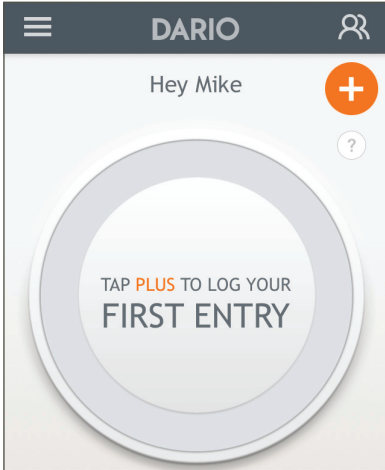 DARIO
Hey Mike
?
TAP PLUS TO LOG YOUR
FIRST ENTRY